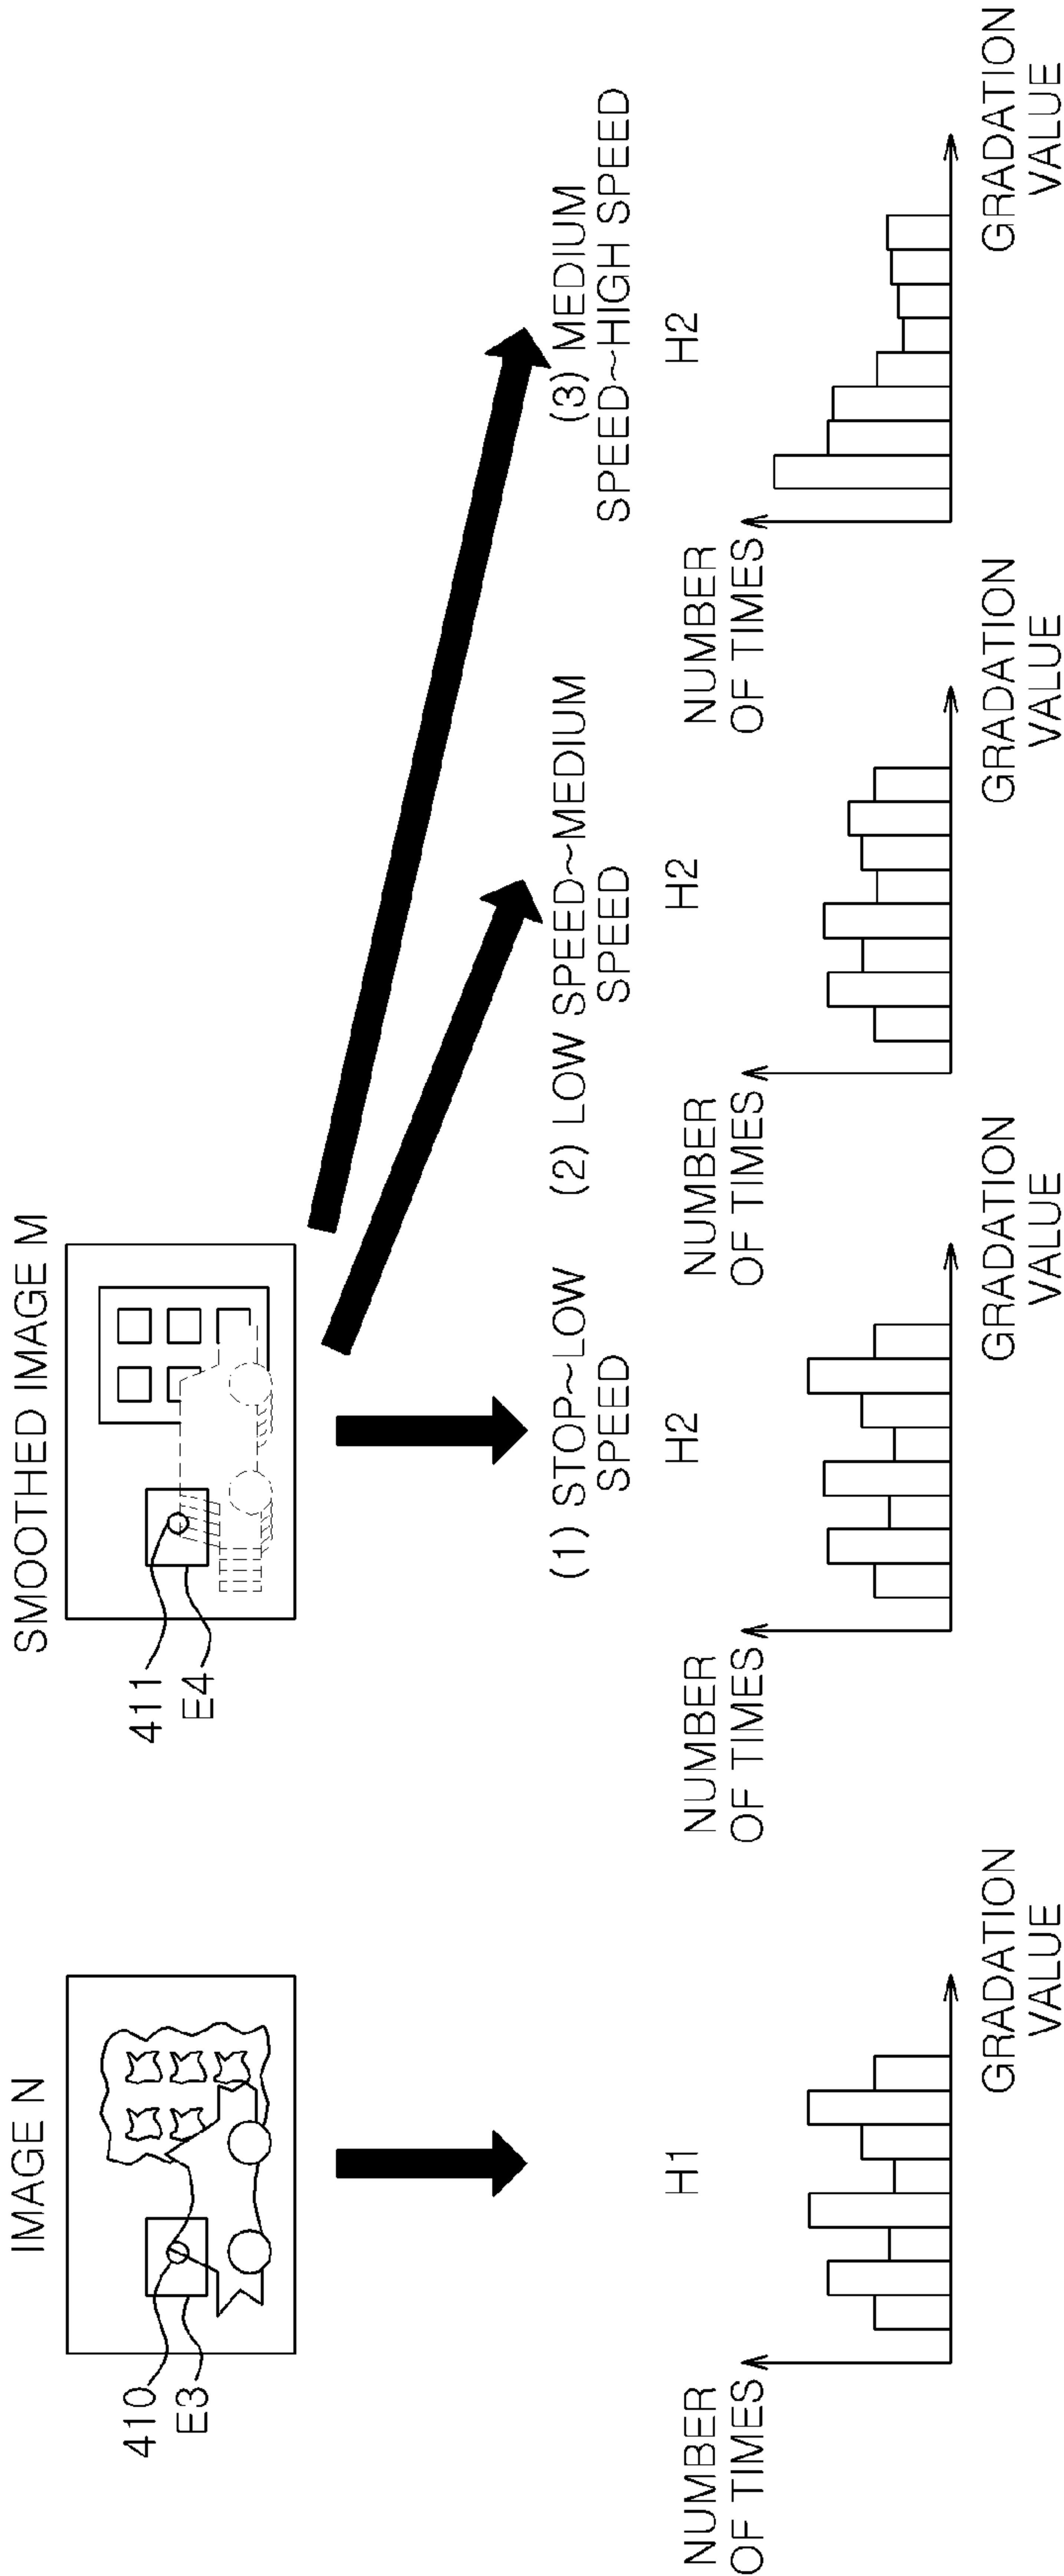 IMAGE N
410
E3
SMOOTHED IMAGE M
411
E4
H1
(1) STOP~LOW
SPEED
H2
(2) LOW SPEED~MEDIUM
SPEED
H2
(3) MEDIUM
SPEED~HIGH SPEED
H2
NUMBER
OF TIMES
GRADATION
VALUE
NUMBER
OF TIMES
GRADATION
VALUE
NUMBER
OF TIMES
GRADATION
VALUE
NUMBER
OF TIMES
GRADATION
VALUE